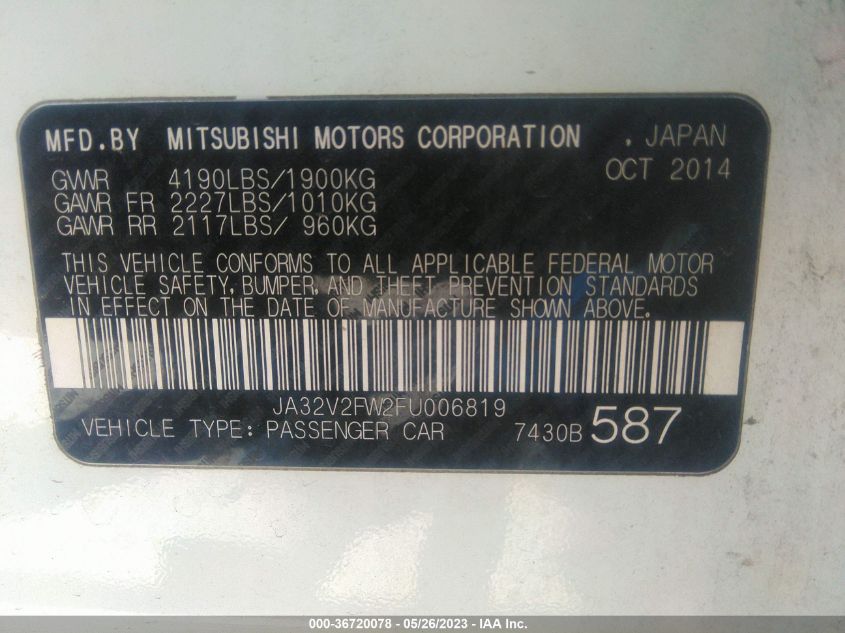 MFD.BY MITSUBISHI MOTORS CORPORATION , JAPAN
OCT 2014
GVWR 4190LBS/1900KG
GAWR FR 2227LBS/1010KG
GAWR RR 2117LBS/ 960KG
THIS VEHICLE CONFORMS TO ALL APPLICABLE FEDERAL MOTOR
VEHICLE SAFETY, BUMPER, AND THEFT PREVENTION STANDARDS
IN EFFECT ON THE DATE OF MANUFACTURE SHOWN ABOVE.
JA32V2FW2FU006819
VEHICLE TYPE: PASSENGER CAR 7430B 587
000-36720078 - 05/26/2023 - IAA Inc.